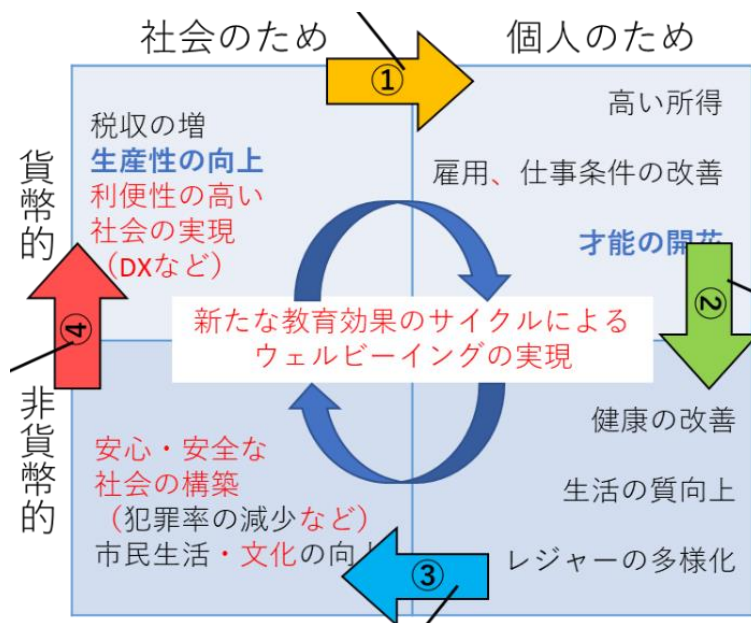 社会のため
個人のため
①
貨幣的
税収の増
生産性の向上
利便性の高い
社会の実現
（DXなど）
高い所得
雇用、仕事条件の改善
才能の開花
②
④
新たな教育効果のサイクルによる
ウェルビーイングの実現
非貨幣的
安心・安全な
社会の構築
（犯罪率の減少など）
市民生活・文化の向上
③
健康の改善
生活の質向上
レジャーの多様化